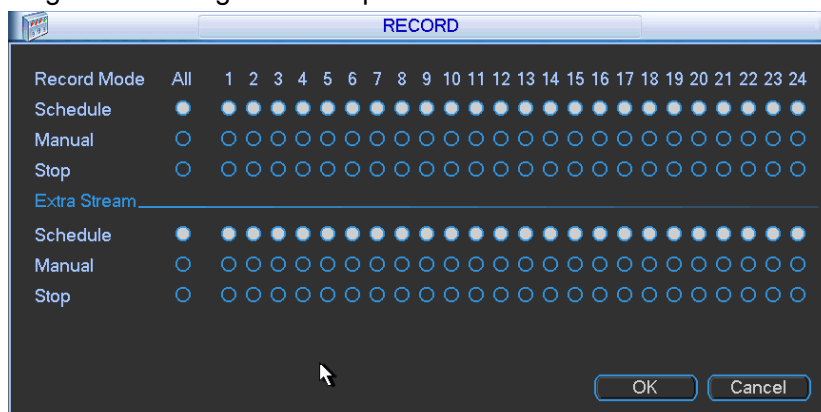 RECORD
Record Mode All 1 2 3 4 5 6 7 8 9 10 11 12 13 14 15 16 17 18 19 20 21 22 23 24
Schedule
Manual
Stop
Extra Stream
Schedule
Manual
Stop
OK Cancel